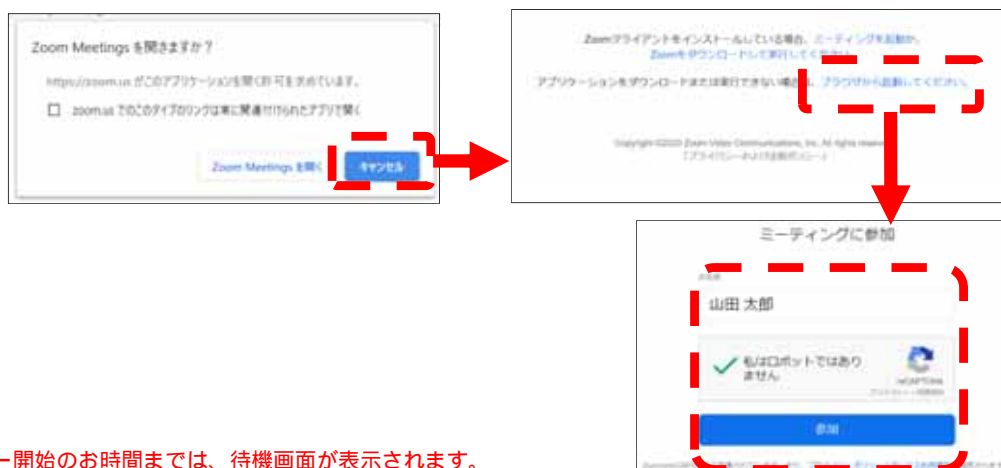 Zoom Meetings を開きますか？
https://zoom.us がこのアプリケーションを開く許可を求めています。
zoom.us でのこのタイプのリンクは常に関連付けられたアプリで開く
Zoom Meetings を開く
キャンセル
Zoomクライアントをインストールしている場合、ミーティングを起動か、
Zoomをダウンロードして実行してください。
アプリケーションをダウンロードまたは実行できない場合は、ブラウザから起動してください。
Copyright ©2020 Zoom Video Communications, Inc. All rights
ミーティングに参加
山田 太郎
私はロボットではあり
ません
reCAPTCHA
参加
ー開始のお時間までは、待機画面が表示されます。